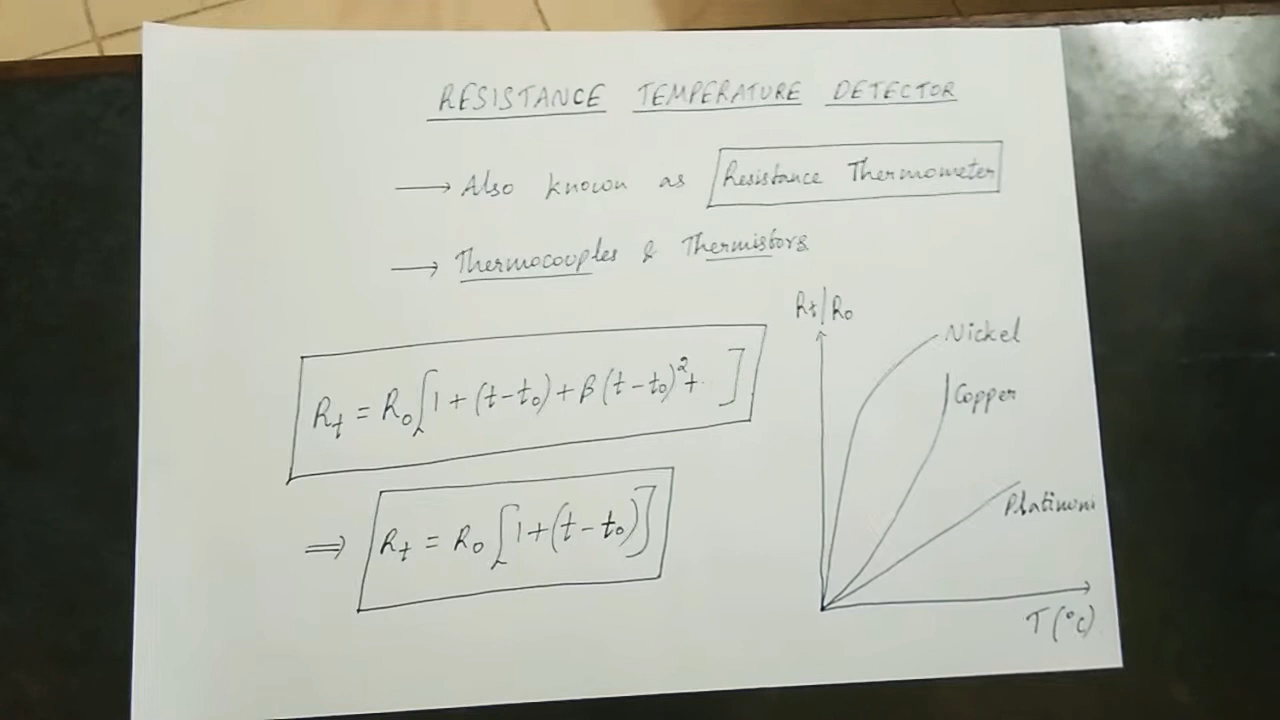 RESISTANCE TEMPERATURE DETECTOR
→ Also known as Resistance Thermometer
→ Thermocouples & Thermistors
Rt = R0[1 + (t-t0) + β(t-t0)²+. ]
⇒ Rt = R0[1+(t-t0)]
Rt/R0
Nickel
Copper
Platinum
T(°C)